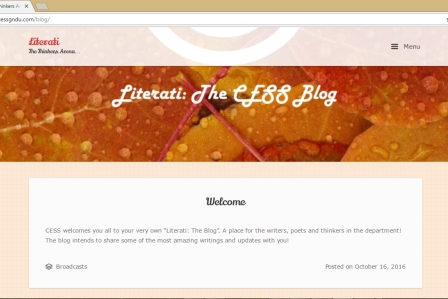 hinkers A
essgndu.com/blog/
Literati
The Thinkers Arena...
Menu
Literati: The CESS Blog
Welcome
CESS welcomes you all to your very own "Literati: The Blog". A place for the writers, poets and thinkers in the department!
The blog intends to share some of the most amazing writings and updates with you!
Broadcasts
Posted on October 16, 2016